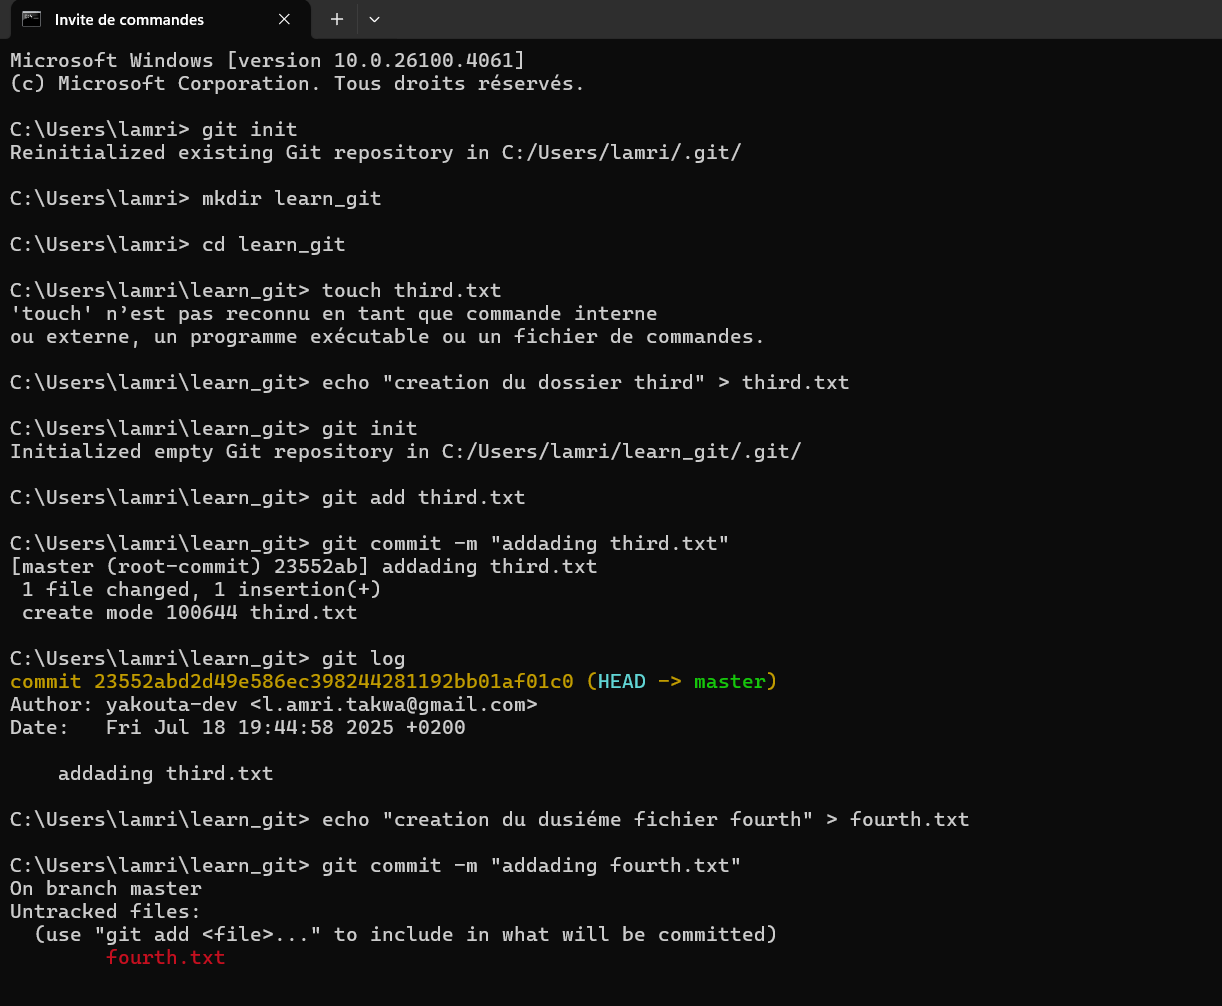 Invite de commandes
Microsoft Windows [version 10.0.26100.4061]
(c) Microsoft Corporation. Tous droits réservés.
C:\Users\lamri> git init
Reinitialized existing Git repository in C:/Users/lamri/.git/
C:\Users\lamri> mkdir learn_git
C:\Users\lamri> cd learn_git
C:\Users\lamri\learn_git> touch third.txt
'touch' n’est pas reconnu en tant que commande interne
ou externe, un programme exécutable ou un fichier de commandes.
C:\Users\lamri\learn_git> echo "creation du dossier third" > third.txt
C:\Users\lamri\learn_git> git init
Initialized empty Git repository in C:/Users/lamri/learn_git/.git/
C:\Users\lamri\learn_git> git add third.txt
C:\Users\lamri\learn_git> git commit -m "addading third.txt"
[master (root-commit) 23552ab] addading third.txt
 1 file changed, 1 insertion(+)
 create mode 100644 third.txt
C:\Users\lamri\learn_git> git log
commit 23552abd2d49e586ec398244281192bb01af01c0 (HEAD -> master)
Author: yakouta-dev <l.amri.takwa@gmail.com>
Date:   Fri Jul 18 19:44:58 2025 +0200
    addading third.txt
C:\Users\lamri\learn_git> echo "creation du dusiéme fichier fourth" > fourth.txt
C:\Users\lamri\learn_git> git commit -m "addading fourth.txt"
On branch master
Untracked files:
  (use "git add <file>..." to include in what will be committed)
        fourth.txt